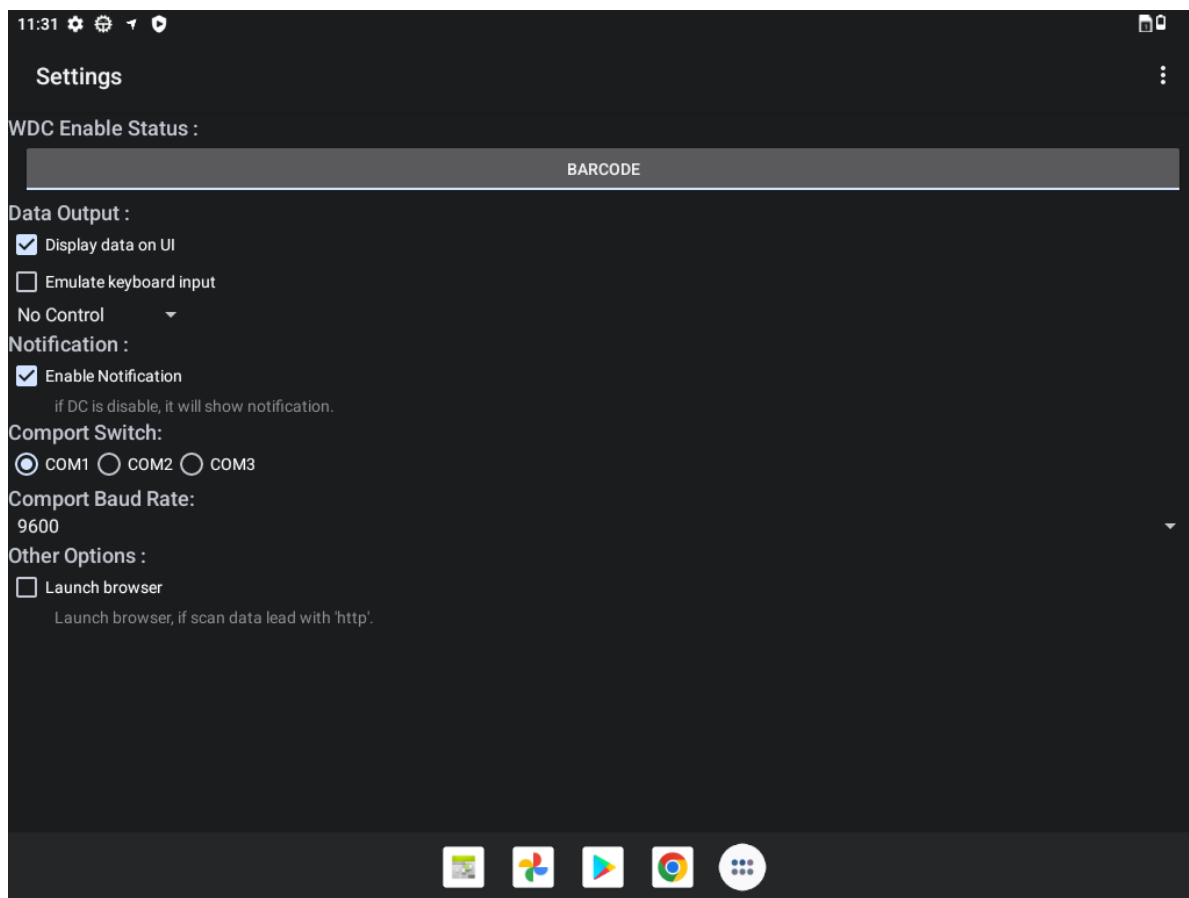 11:31
Settings
WDC Enable Status :
BARCODE
Data Output :
Display data on UI
Emulate keyboard input
No Control
Notification :
Enable Notification
if DC is disable, it will show notification.
Comport Switch:
COM1 COM2 COM3
Comport Baud Rate:
9600
Other Options :
Launch browser
Launch browser, if scan data lead with 'http'.